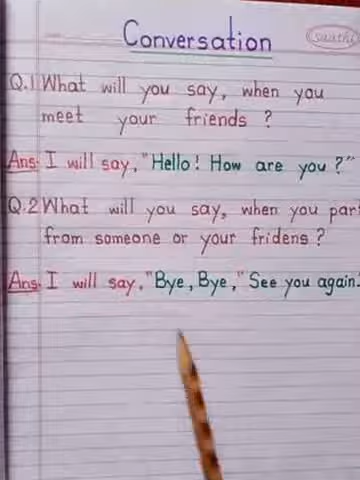 Conversation
saathi
Q.1 What will you say, when you
meet your friends ?
Ans. I will say, "Hello! How are you ?"
Q.2 What will you say, when you par
from someone or your fridens ?
Ans. I will say, "Bye, Bye," See you again.